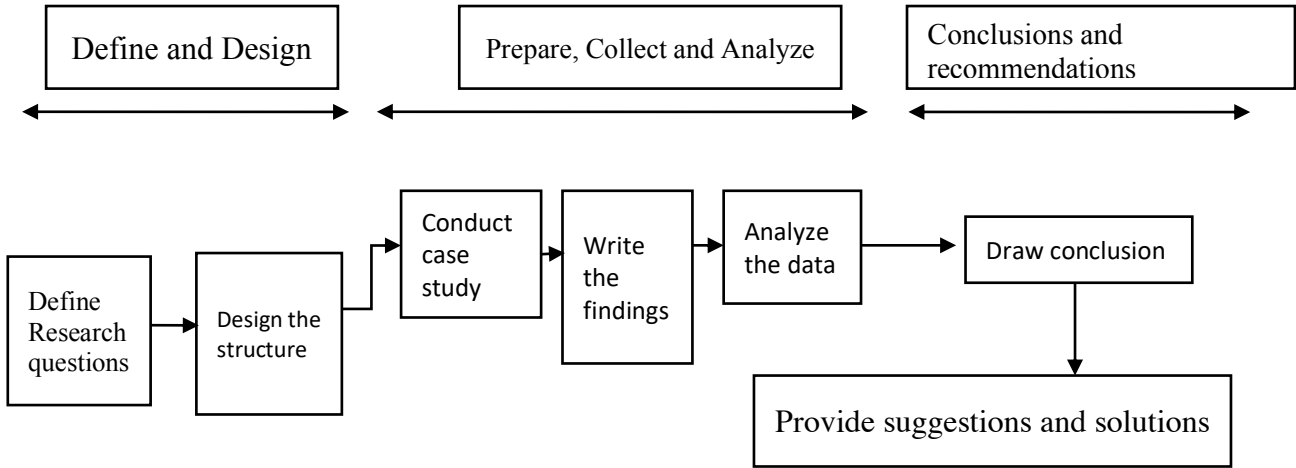 Define and Design
Prepare, Collect and Analyze
Conclusions and
recommendations
Define
Research
questions
Design the
structure
Conduct
case
study
Write
the
findings
Analyze
the data
Draw conclusion
Provide suggestions and solutions